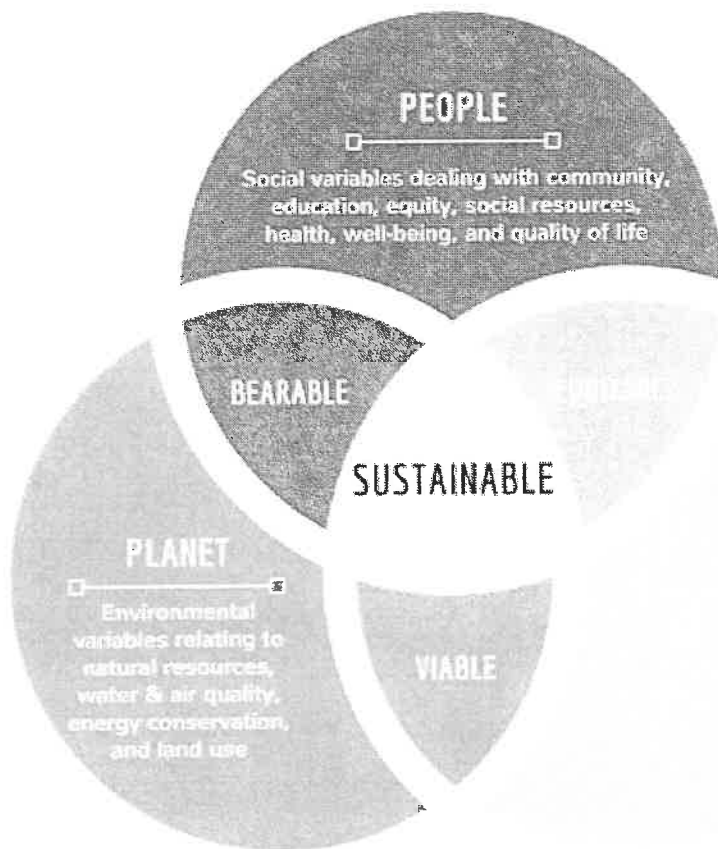 PEOPLE
Social variables dealing with community,
education, equity, social resources,
health, well-being, and quality of life
BEARABLE
SUSTAINABLE
PLANET
Environmental
variables relating to
natural resources,
water & air quality,
energy conservation,
and land use
VIABLE